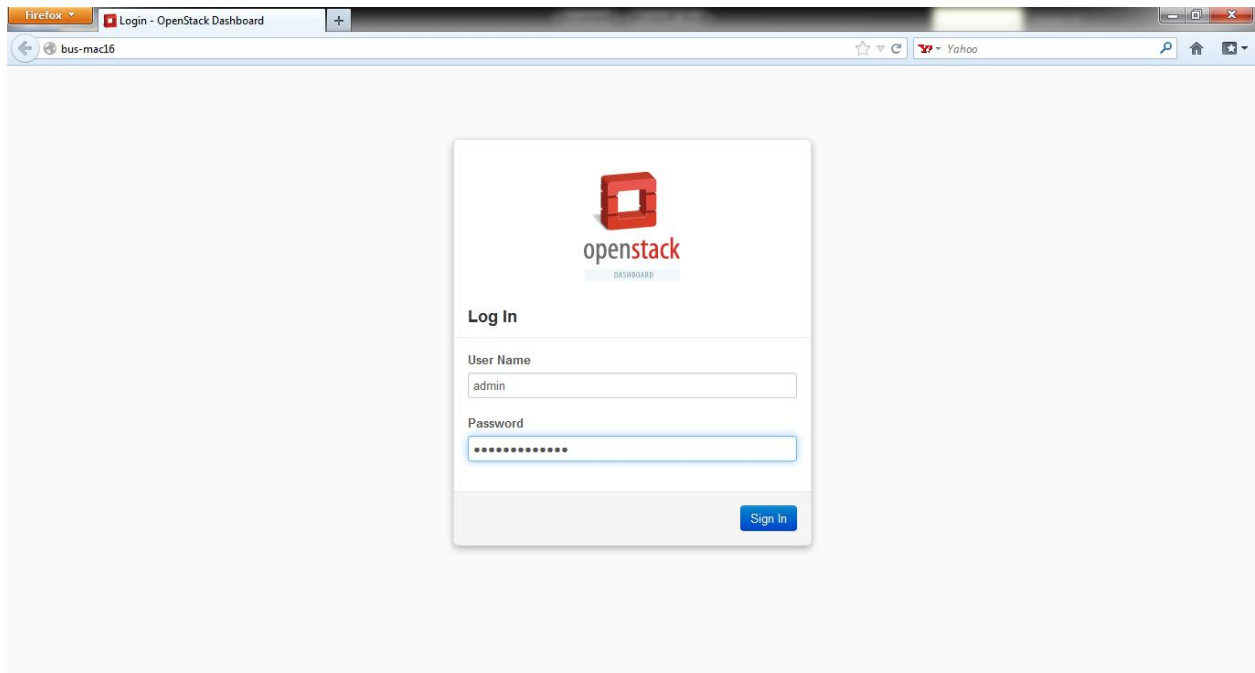 Firefox
Login - OpenStack Dashboard
bus-mac16
Yahoo
openstack
DASHBOARD
Log In
User Name
admin
Password
•••••••••••••
Sign In